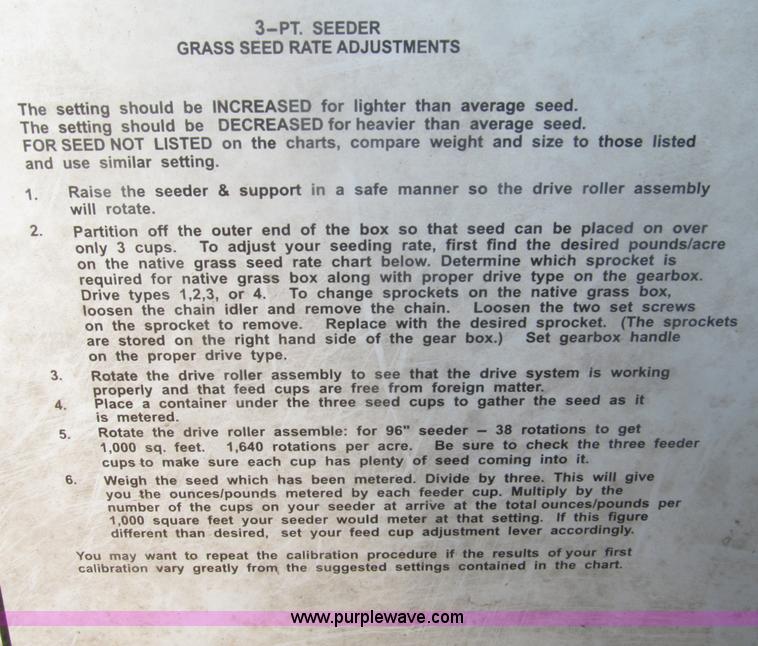 3-PT. SEEDER
GRASS SEED RATE ADJUSTMENTS
The setting should be INCREASED for lighter than average seed.
The setting should be DECREASED for heavier than average seed.
FOR SEED NOT LISTED on the charts, compare weight and size to those listed
and use similar setting.
1. Raise the seeder & support in a safe manner so the drive roller assembly
will rotate.
2. Partition off the outer end of the box so that seed can be placed on over
only 3 cups. To adjust your seeding rate, first find the desired pounds/acre
on the native grass seed rate chart below. Determine which sprocket is
required for native grass box along with proper drive type on the gearbox.
Drive types 1,2,3, or 4. To change sprockets on the native grass box,
loosen the chain idler and remove the chain. Loosen the two set screws
on the sprocket to remove. Replace with the desired sprocket. (The sprockets
are stored on the right hand side of the gear box.) Set gearbox handle
on the proper drive type.
3. Rotate the drive roller assembly to see that the drive system is working
properly and that feed cups are free from foreign matter.
4. Place a container under the three seed cups to gather the seed as it
is metered.
5. Rotate the drive roller assemble: for 96" seeder – 38 rotations to get
1,000 sq. feet. 1,640 rotations per acre. Be sure to check the three feeder
cups to make sure each cup has plenty of seed coming into it.
6. Weigh the seed which has been metered. Divide by three. This will give
you the ounces/pounds metered by each feeder cup. Multiply by the
number of the cups on your seeder at arrive at the total ounces/pounds per
1,000 square feet your seeder would meter at that setting. If this figure
different than desired, set your feed cup adjustment lever accordingly.
You may want to repeat the calibration procedure if the results of your first
calibration vary greatly from the suggested settings contained in the chart.
www.purplewave.com